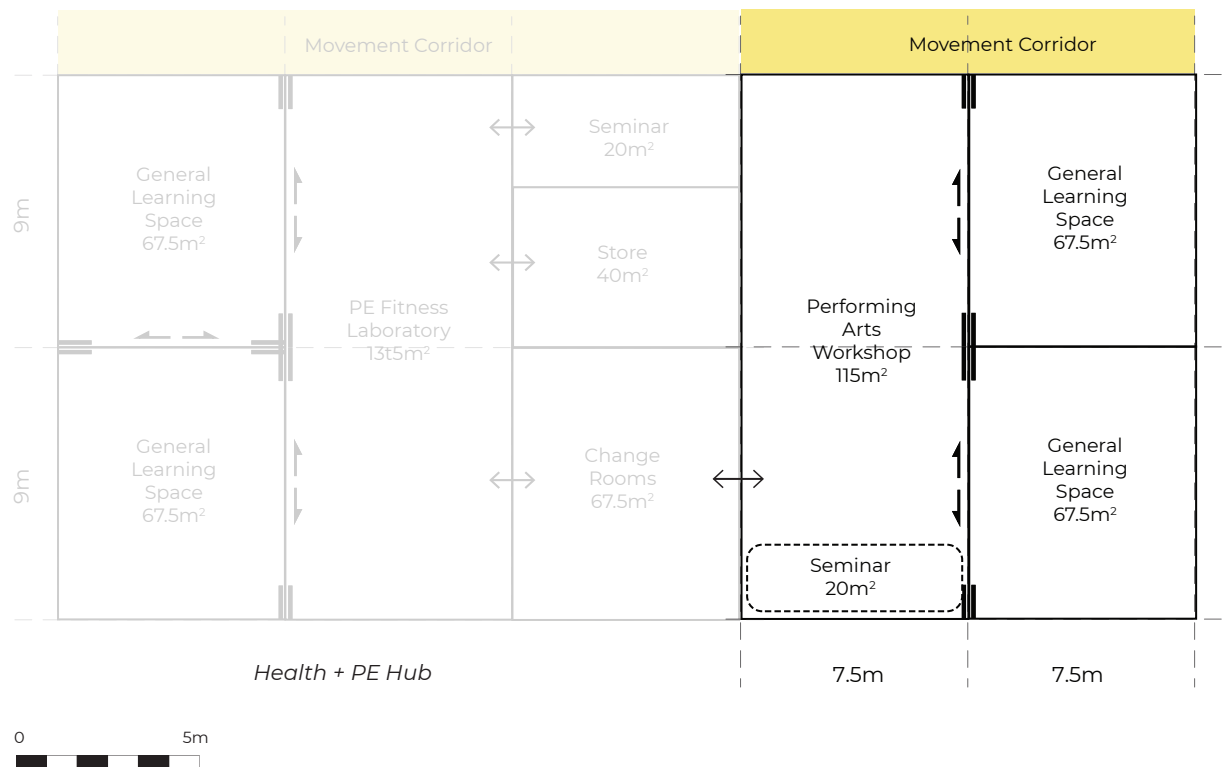 Movement Corridor
Movement Corridor
General
Learning
Space
67.5m²
Seminar
20m²
General
Learning
Space
67.5m²
9m
Store
40m²
PE Fitness
Laboratory
13t5m²
Performing
Arts
Workshop
115m²
General
Learning
Space
67.5m²
Change
Rooms
67.5m²
General
Learning
Space
67.5m²
9m
Seminar
20m²
Health + PE Hub
7.5m
7.5m
0
5m